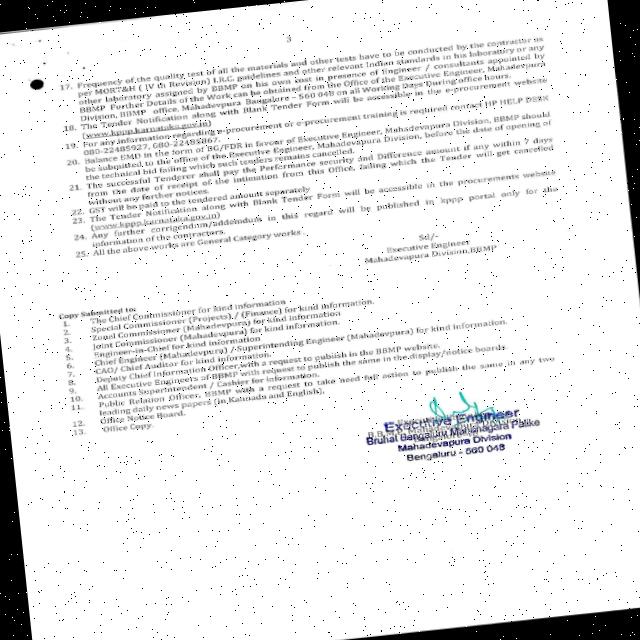 3
17. Frequency of the quality test of all the materials and other tests have to be conducted by the contractor as
per MORT&H ( IV th Revision) I.R.C. guidelines and other relevant Indian standards in his laboratory or any
other laboratory assigned by BBMP on his own cost in presence of Engineer / consultants appointed by
BBMP Further Details of the Work can be obtained from the Office of the Executive Engineer, Mahadevpura
Division, BBMP office, Mahadevapura Bangalore - 560 048 on all Working Days During office hours.
18. The Tender Notification along with Blank Tender Form will be accessible in the e-procurement website
(www.kppp.karnataka.gov.in)
19. For any information regarding e-procurement or e-procurement training is required contact HP HELP DESK
080-22485927, 080-22485867.
20. Balance EMD in the form of BG/FDR in favour of Executive Engineer, Mahadevapura Division, BBMP should
be submitted to the office of the Executive Engineer, Mahadevapura Division, before the date of opening of
the technical bid failing which such tenders remains cancelled.
21. The successful Tenderer shall pay the Performance security and Difference amount if any within 7 days
from the date of receipt of the intimation from this Office, failing which the Tender will get cancelled
without any further notices.
22. GST will be paid to the tendered amount separately
23. The Tender Notification along with Blank Tender Form will be accessible in the procurements website
(www.kppp.karnataka.gov.in)
24. Any further corrigendum/addendum in this regard will be published in kppp portal only for the
information of the contractors.
25. All the above works are General Category works
Sd/-
Executive Engineer
Mahadevapura Division,BBMP
Copy Submitted to:
1. The Chief Commissioner for kind information
2. Special Commissioner (Projects) / (Finance) for kind information.
3. Zonal Commissioner (Mahadevpura) for kind information
4. Joint Commissioner (Mahadevpura) for kind information.
5. Engineer-in-Chief for kind information
6. Chief Engineer (Mahadevpura) /Superintending Engineer (Mahadevpura) for kind information.
7. CAO/ Chief Auditor for kind information.
8. Deputy Chief Information Officer with a request to publish in the BBMP website.
9. All Executive Engineers of BBMP with request to publish the same in the display/notice boards
10. Accounts Superintendent / Cashier for information.
11. Public Relation Officer, BBMP with a request to take need full action to publish the same in any two
leading daily news papers (in Kannada and English).
12. Office Notice Board.
13. Office Copy.
Executive Engineer
Bruhat Bangaluru Mahanagara Palike
Mahadevapura Division
Bengaluru - 560 048